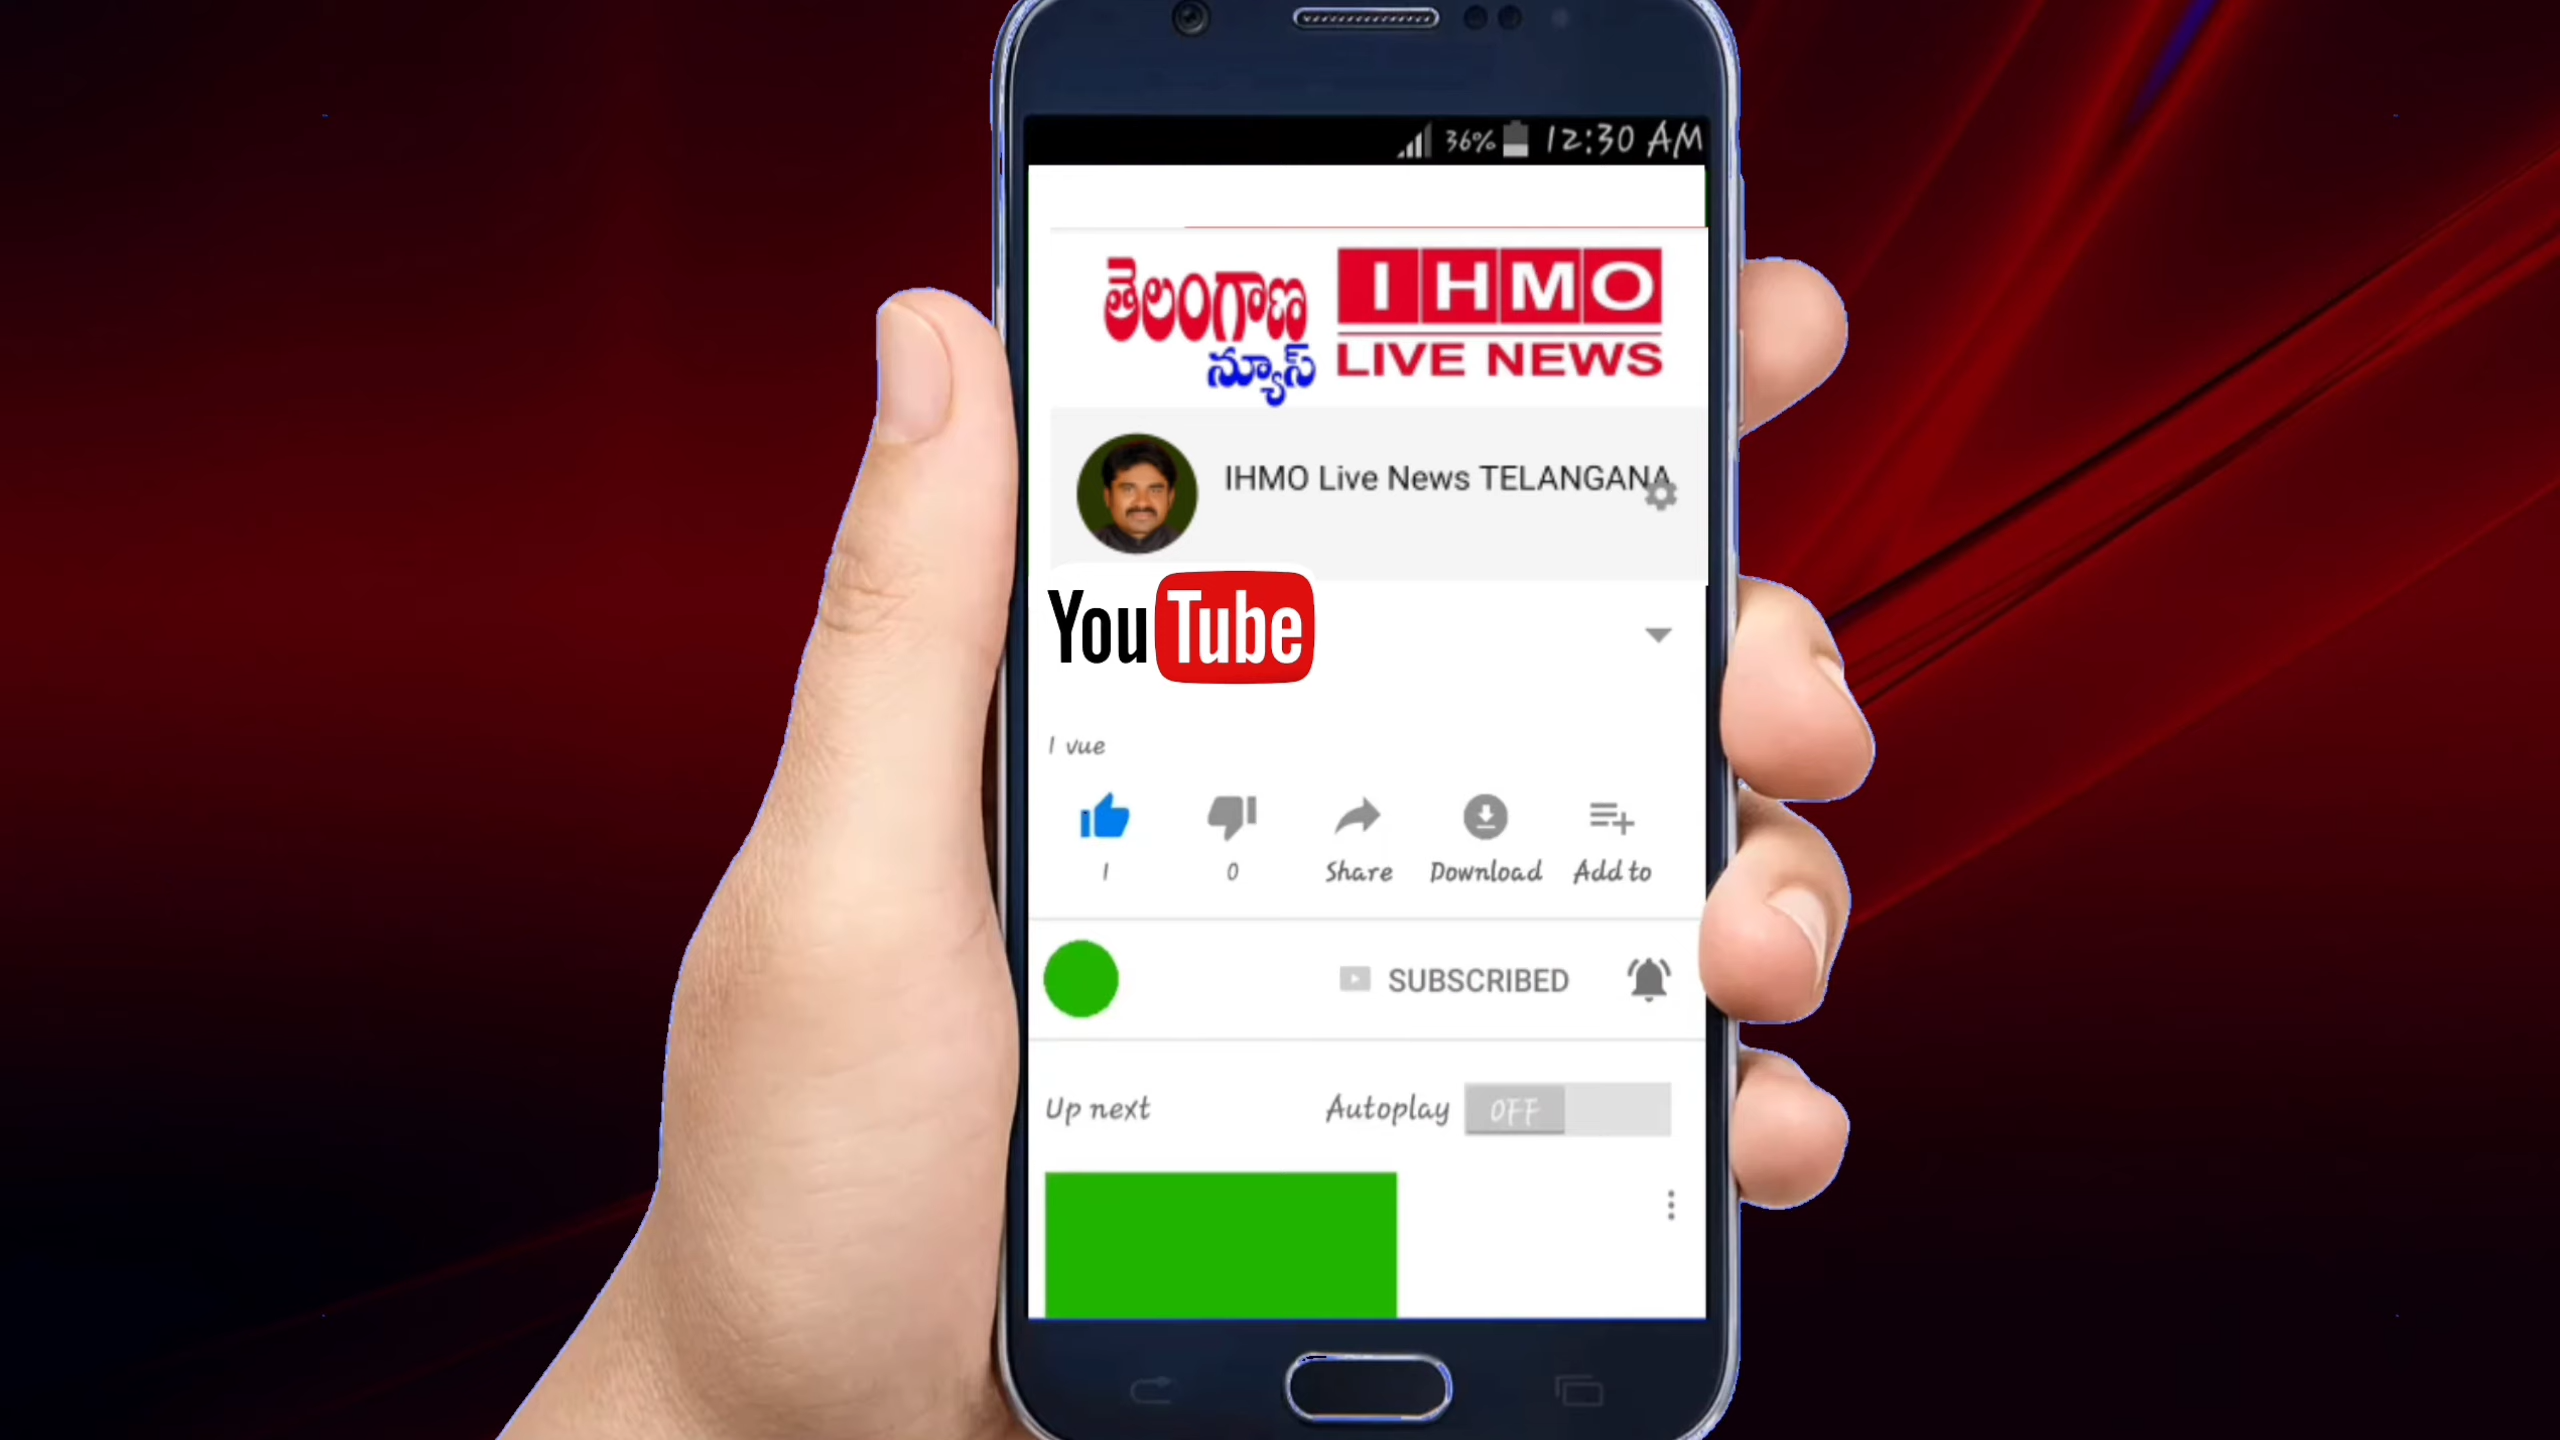 36% 12:30 AM
తెలంగాణ
న్యూస్
IHMO
LIVE NEWS
IHMO Live News TELANGANA
YouTube
1 vue
1 0 Share Download Add to
SUBSCRIBED
Up next Autoplay OFF